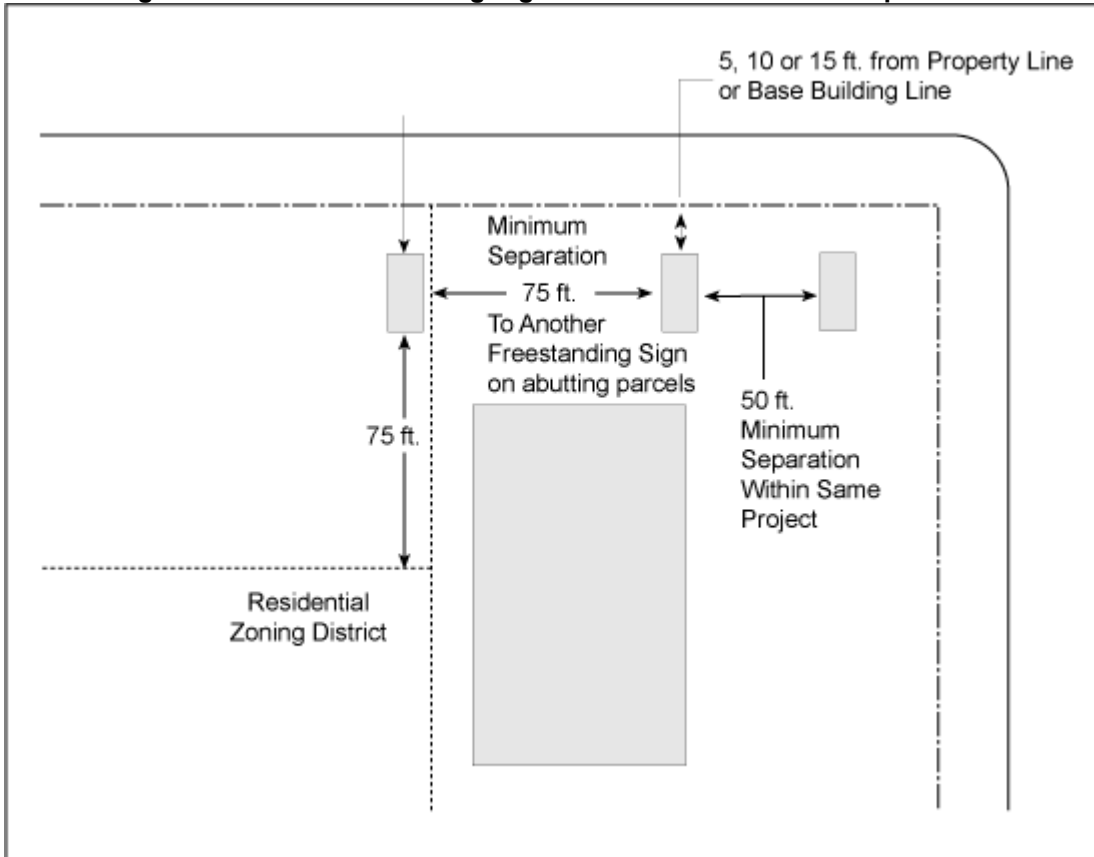 5, 10 or 15 ft. from Property Line
or Base Building Line
Minimum
Separation
75 ft.
To Another
Freestanding Sign
on abutting parcels
75 ft.
50 ft.
Minimum
Separation
Within Same
Project
Residential
Zoning District